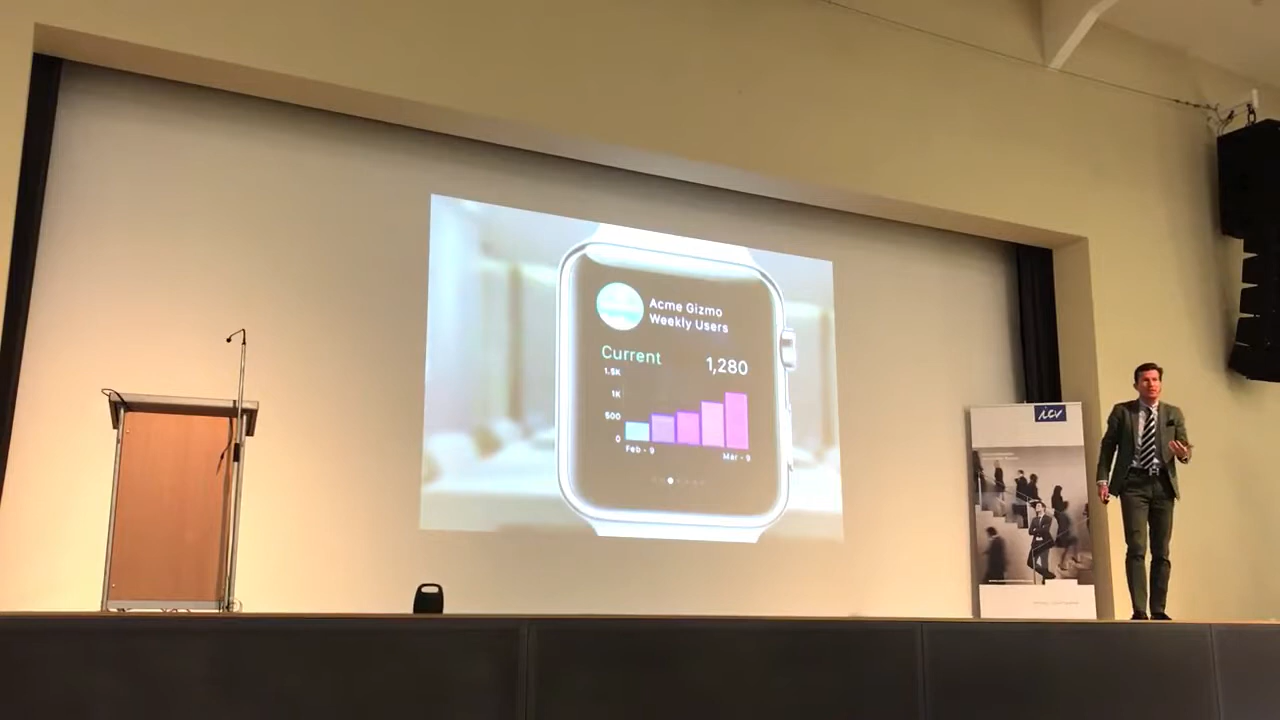 Acme Gizmo
Weekly Users
Current
1,280
1.5K
1K
500
0
Feb - 9
Mar - 9
icv